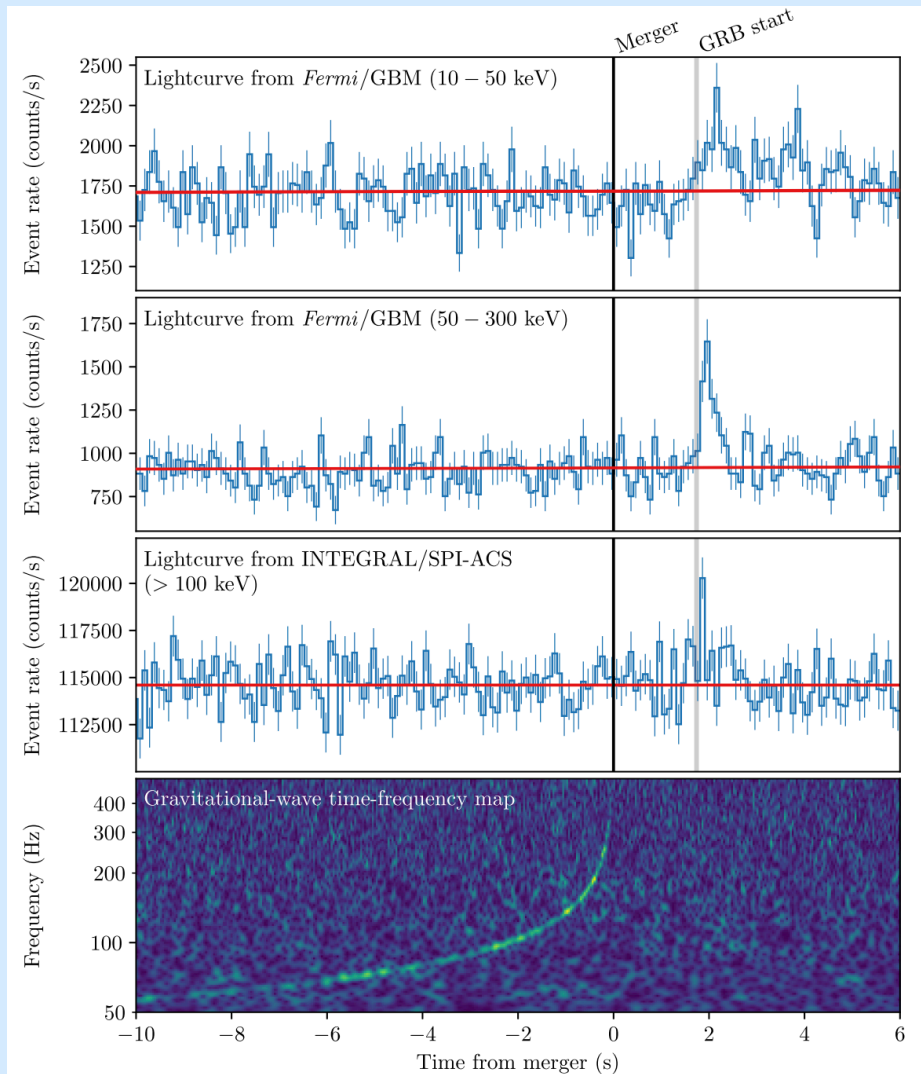 Merger
GRB start
Lightcurve from Fermi/GBM (10 − 50 keV)
Event rate (counts/s)
2500
2250
2000
1750
1500
1250
Lightcurve from Fermi/GBM (50 − 300 keV)
Event rate (counts/s)
1750
1500
1250
1000
750
Lightcurve from INTEGRAL/SPI-ACS
(> 100 keV)
Event rate (counts/s)
120000
117500
115000
112500
Gravitational-wave time-frequency map
Frequency (Hz)
400
300
200
100
50
−10
−8
−6
−4
−2
0
2
4
6
Time from merger (s)